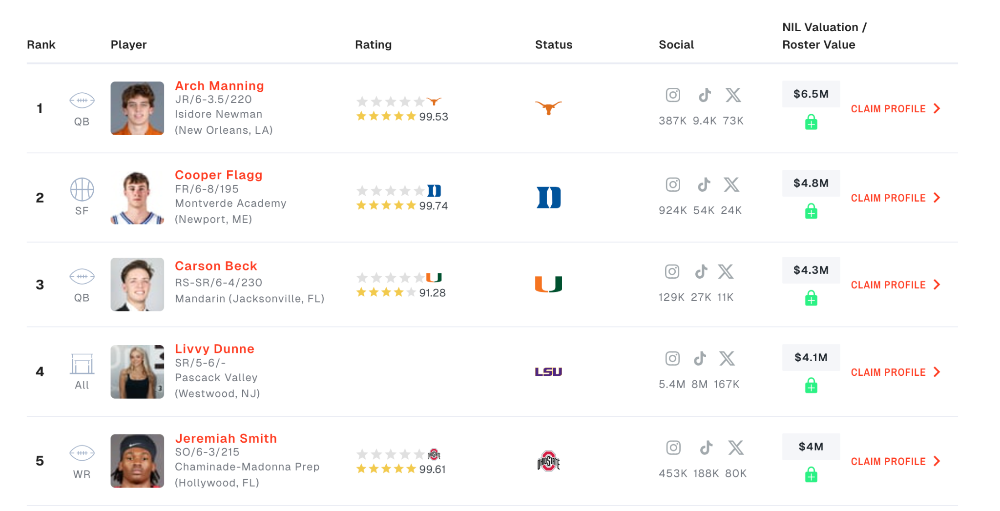 Rank Player Rating Status Social NIL Valuation / Roster Value
1 QB
Arch Manning
JR/6-3.5/220
Isidore Newman
(New Orleans, LA)
99.53
387K 9.4K 73K
$6.5M
CLAIM PROFILE
2 SF
Cooper Flagg
FR/6-8/195
Montverde Academy
(Newport, ME)
99.74
D
D
924K 54K 24K
$4.8M
CLAIM PROFILE
3 QB
Carson Beck
RS-SR/6-4/230
Mandarin (Jacksonville, FL)
91.28
U
U
129K 27K 11K
$4.3M
CLAIM PROFILE
4 All
Livvy Dunne
SR/5-6/-
Pascack Valley
(Westwood, NJ)
3
LSU
5.4M 8M 167K
$4.1M
CLAIM PROFILE
5 WR
Jeremiah Smith
SO/6-3/215
Chaminade-Madonna Prep
(Hollywood, FL)
OHIO STATE
99.61
OHIO STATE
453K 188K 80K
$4M
CLAIM PROFILE